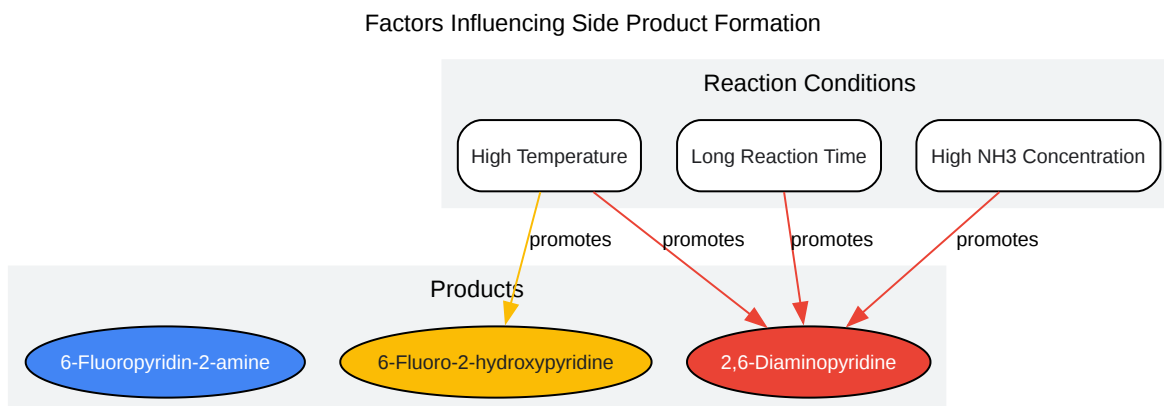 Factors Influencing Side Product Formation
Reaction Conditions
High Temperature
Long Reaction Time
High NH3 Concentration
promotes
promotes
promotes
promotes
Products
6-Fluoropyridin-2-amine
6-Fluoro-2-hydroxypyridine
2,6-Diaminopyridine